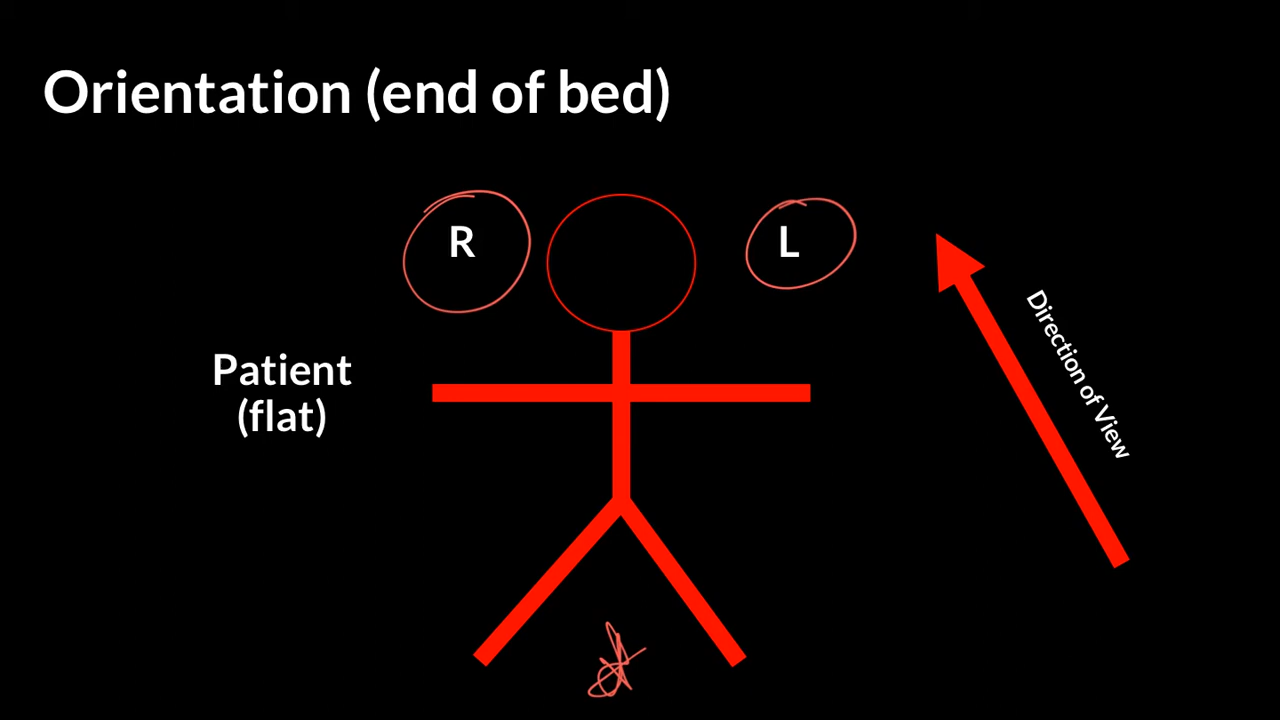 Orientation (end of bed)
R
L
Patient
(flat)
Direction of View